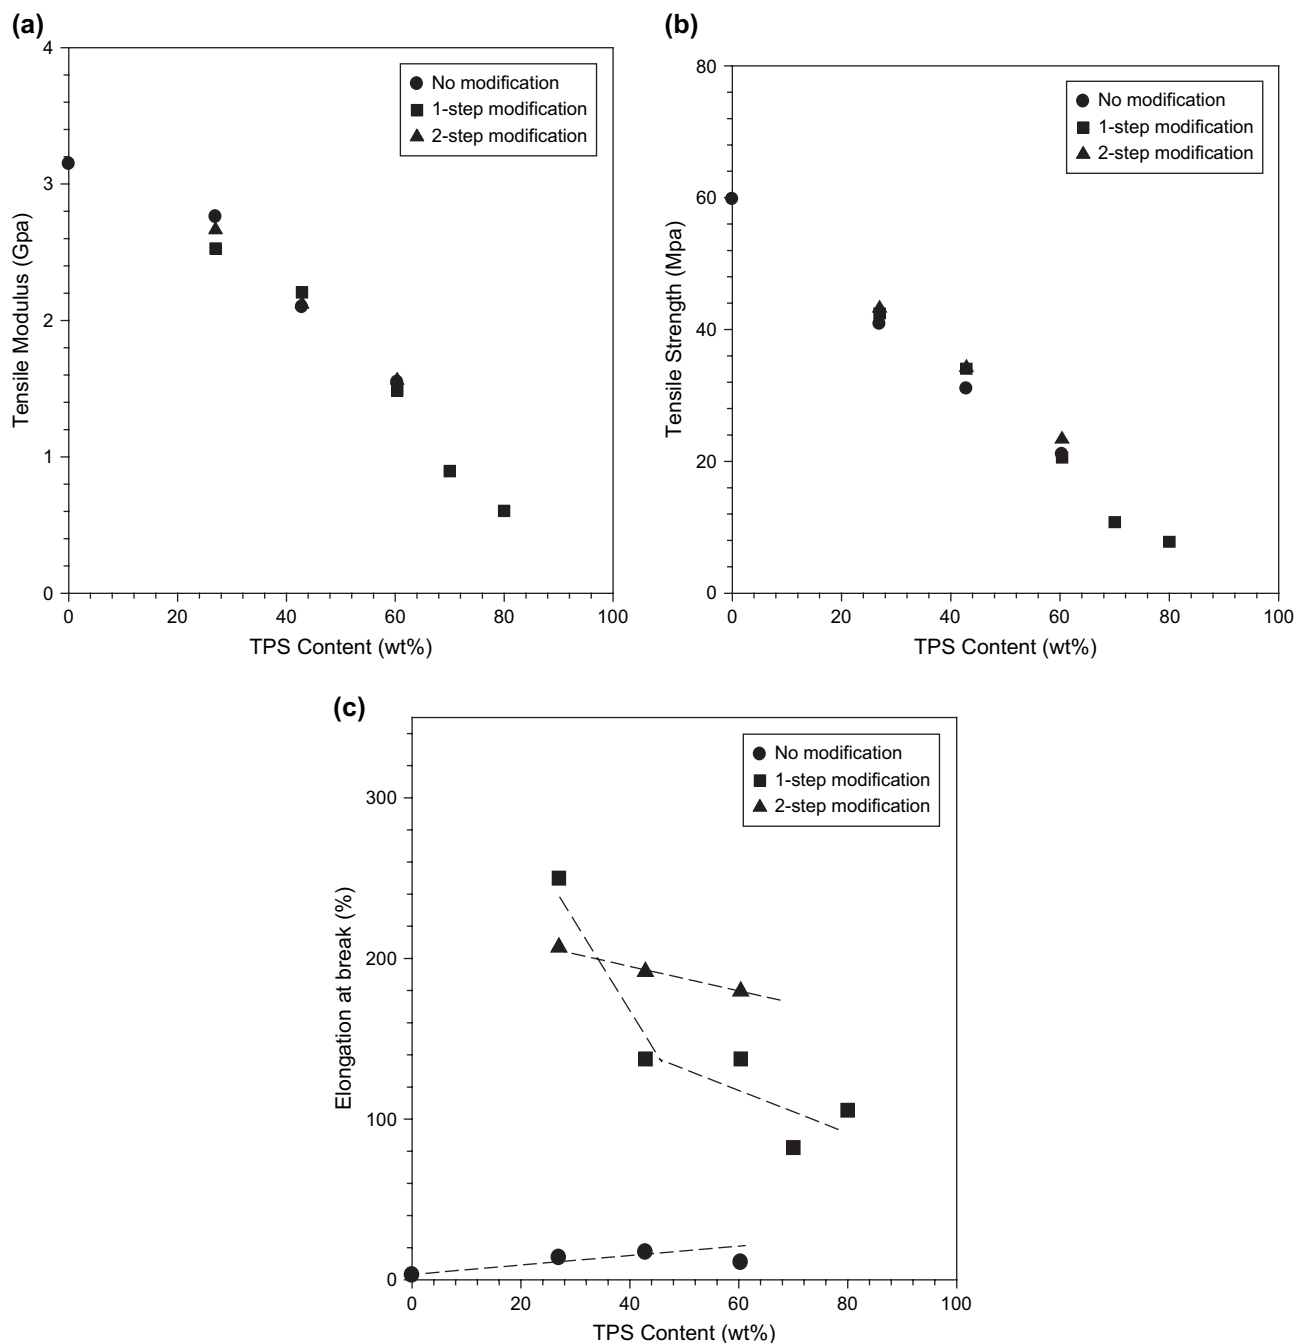 (a)
4
3
2
1
0
Tensile Modulus (Gpa)
No modification
1-step modification
2-step modification
0 20 40 60 80 100
TPS Content (wt%)
(b)
80
60
40
20
0
Tensile Strength (Mpa)
No modification
1-step modification
2-step modification
0 20 40 60 80 100
TPS Content (wt%)
(c)
300
200
100
0
Elongation at break (%)
No modification
1-step modification
2-step modification
0 20 40 60 80 100
TPS Content (wt%)